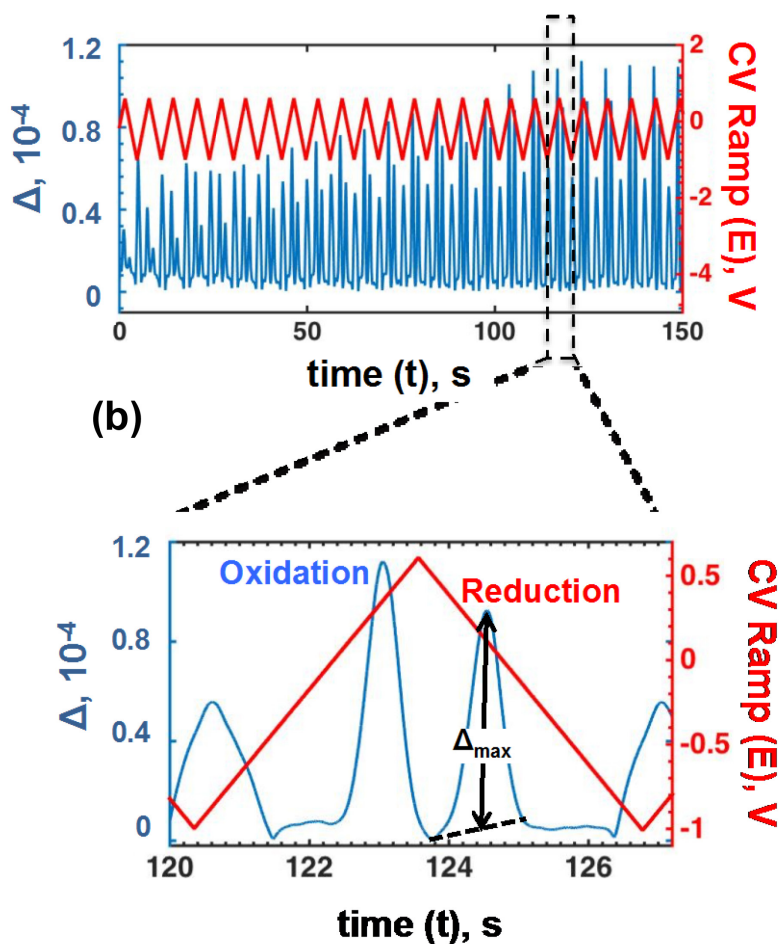 1.2
0.8
0.4
0
Δ, 10-4
2
0
-2
-4
CV Ramp (E), V
0
50
100
150
time (t), s
(b)
1.2
0.8
0.4
0
Δ, 10-4
Oxidation
Reduction
Δmax
0.5
0
-0.5
-1
CV Ramp (E), V
120
122
124
126
time (t), s